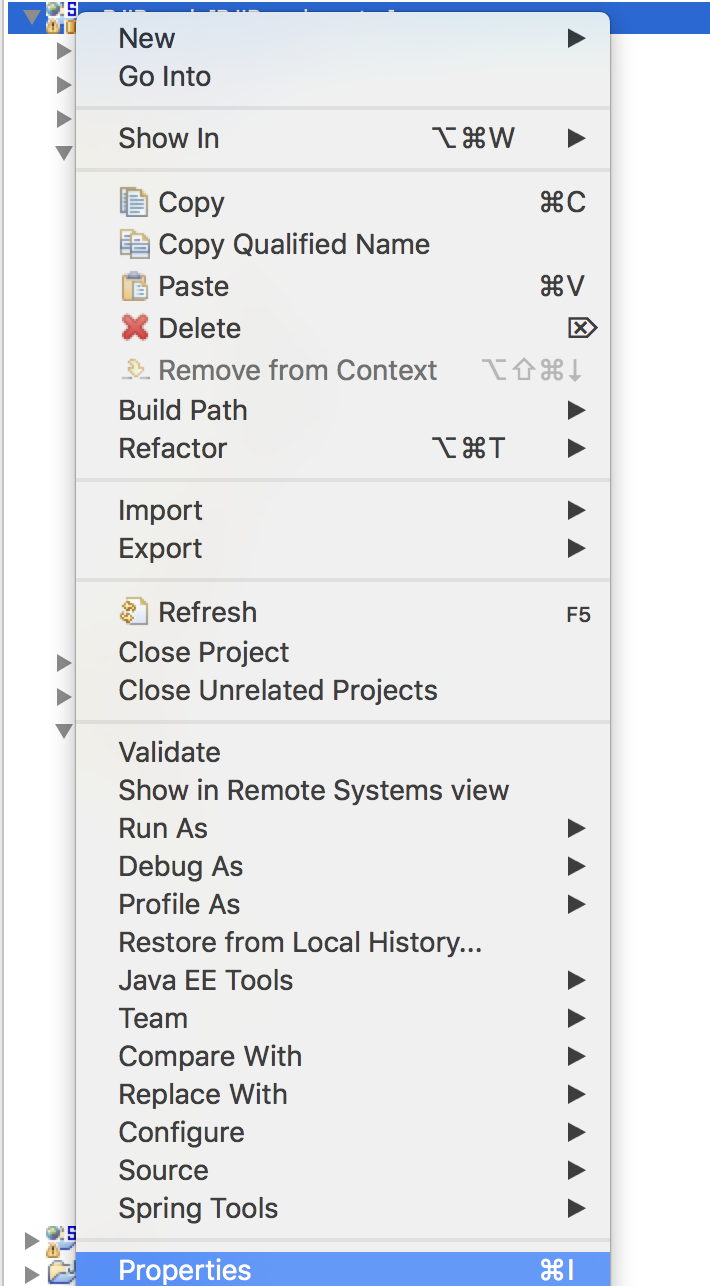 New
Go Into
Show In ⌥⌘W
Copy ⌘C
Copy Qualified Name
Paste ⌘V
Delete ⌦
Remove from Context ⌥⇧⌘↓
Build Path
Refactor ⌥⌘T
Import
Export
Refresh F5
Close Project
Close Unrelated Projects
Validate
Show in Remote Systems view
Run As
Debug As
Profile As
Restore from Local History...
Java EE Tools
Team
Compare With
Replace With
Configure
Source
Spring Tools
Properties ⌘I